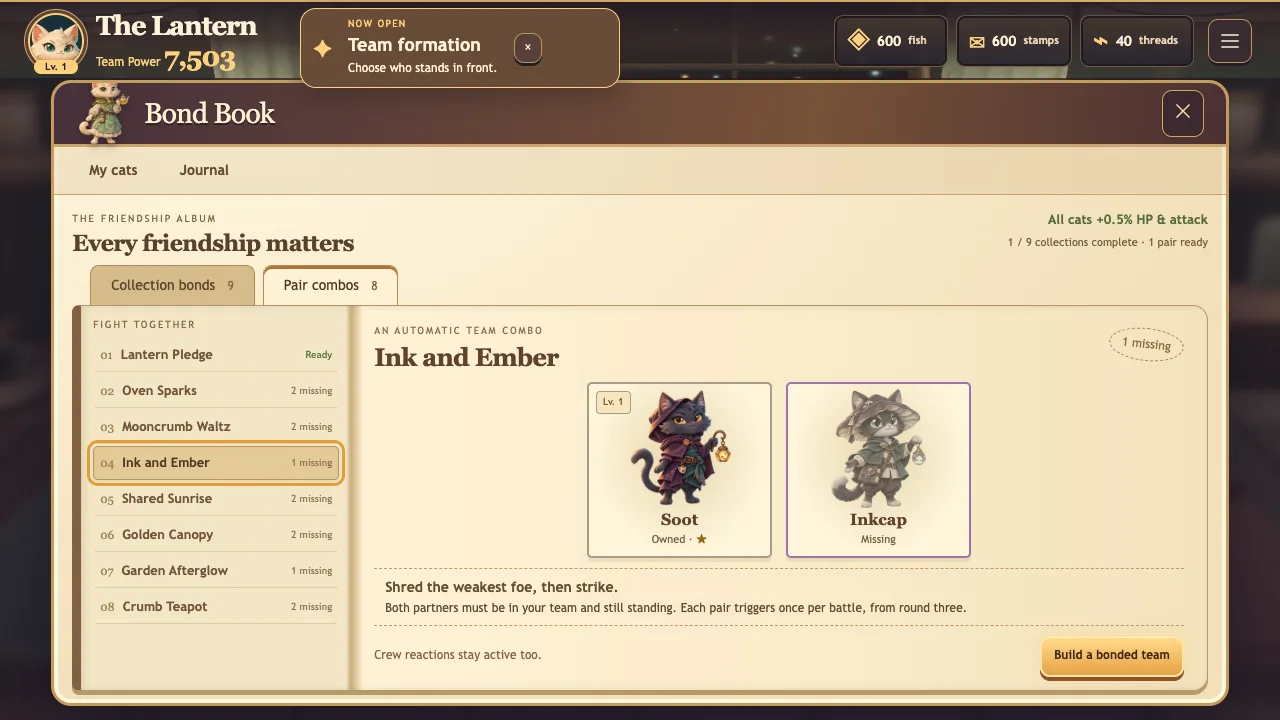 The Lantern
Lv. 1
Team Power 7,503
NOW OPEN
Team formation
Choose who stands in front.
×
600 fish
600 stamps
40 threads
Bond Book
My cats
Journal
THE FRIENDSHIP ALBUM
Every friendship matters
All cats +0.5% HP & attack
1 / 9 collections complete · 1 pair ready
Collection bonds 9
Pair combos 8
FIGHT TOGETHER
01 Lantern Pledge Ready
02 Oven Sparks 2 missing
03 Mooncrumb Waltz 2 missing
04 Ink and Ember 1 missing
05 Shared Sunrise 2 missing
06 Golden Canopy 2 missing
07 Garden Afterglow 1 missing
08 Crumb Teapot 2 missing
AN AUTOMATIC TEAM COMBO
Ink and Ember
1 missing
Lv. 1
Soot
Owned · ★
Inkcap
Missing
Shred the weakest foe, then strike.
Both partners must be in your team and still standing. Each pair triggers once per battle, from round three.
Crew reactions stay active too.
Build a bonded team